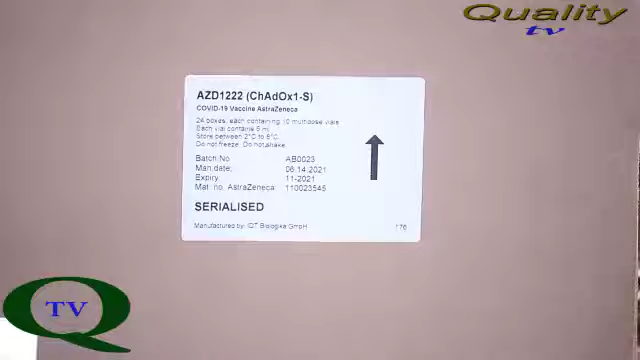 Quality
tv
AZD1222 (ChAdOx1-S)
COVID-19 Vaccine AstraZeneca
24 boxes, each containing 10 multidose vials
Each vial contains 5 ml
Store between 2°C to 8°C.
Do not freeze. Do not shake.
Batch No AB0023
Man.date: 06.14.2021
Expiry: 11-2021
Mat. no. AstraZeneca: 110023545
SERIALISED
Manufactured by: IDT Biologika GmbH 176
Q TV